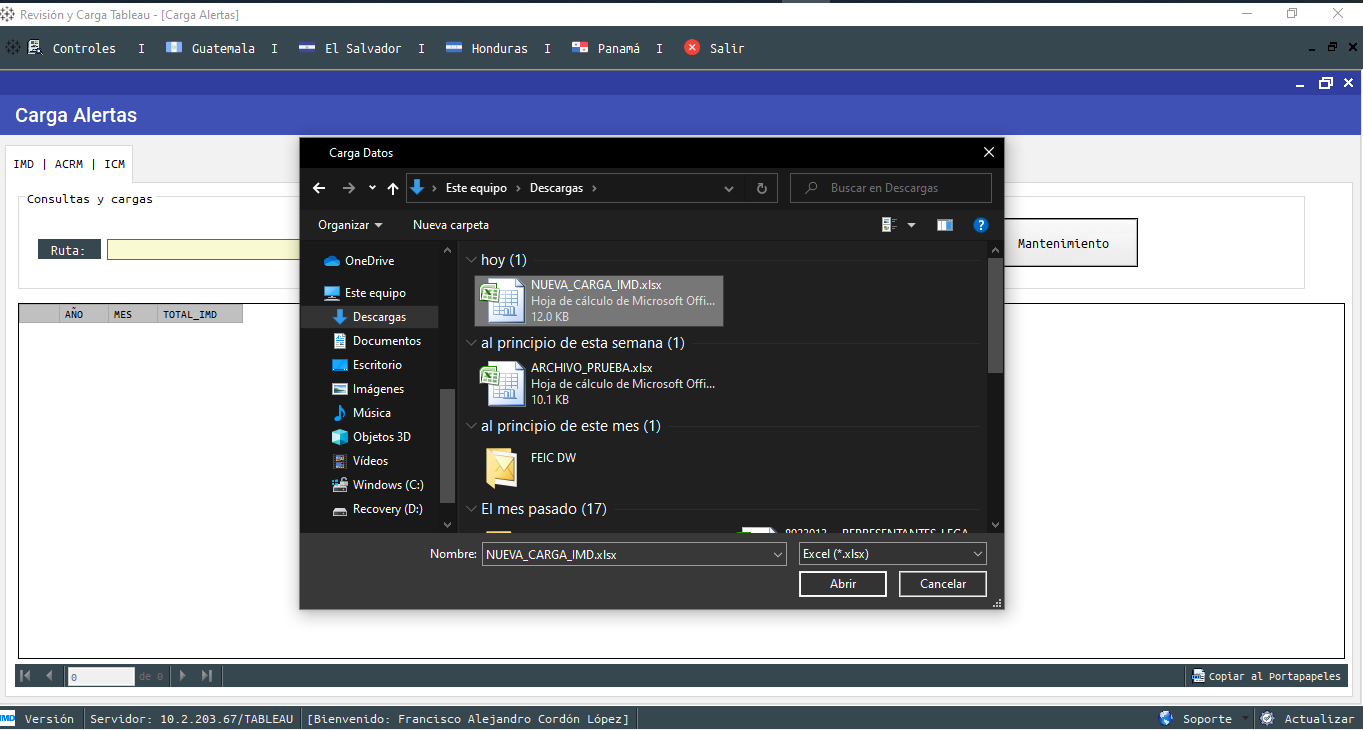 Revisión y Carga Tableau - [Carga Alertas]
Controles I Guatemala I El Salvador I Honduras I Panamá I Salir
Carga Alertas
IMD | ACRM | ICM
Consultas y cargas
Ruta:
Mantenimiento
AÑO MES TOTAL_IMD
Carga Datos
Este equipo Descargas
Buscar en Descargas
Organizar Nueva carpeta
OneDrive
Este equipo
Descargas
Documentos
Escritorio
Imágenes
Música
Objetos 3D
Vídeos
Windows (C:)
Recovery (D:)
hoy (1)
NUEVA_CARGA_IMD.xlsx
Hoja de cálculo de Microsoft Offi...
12.0 KB
al principio de esta semana (1)
ARCHIVO_PRUEBA.xlsx
Hoja de cálculo de Microsoft Offi...
10.1 KB
al principio de este mes (1)
FEIC DW
El mes pasado (17)
Nombre: NUEVA_CARGA_IMD.xlsx Excel (*.xlsx)
Abrir Cancelar
0 de 0
Copiar al Portapapeles
IMD Versión Servidor: 10.2.203.67/TABLEAU [Bienvenido: Francisco Alejandro Cordón López] Soporte Actualizar